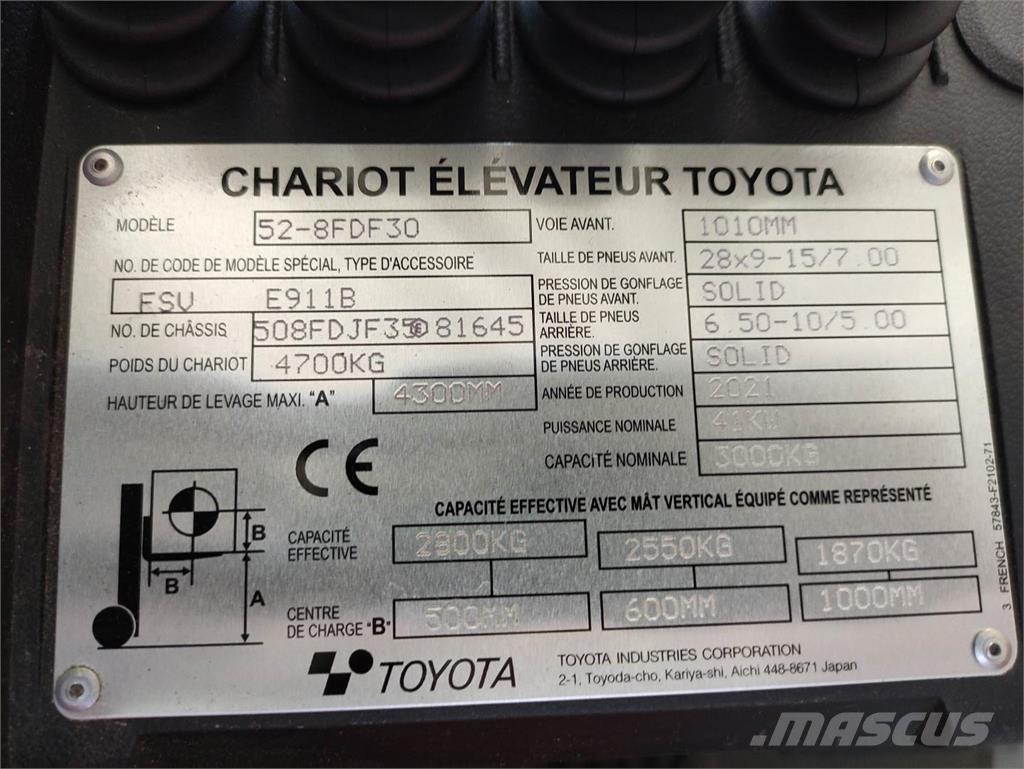 CHARIOT ÉLÉVATEUR TOYOTA
MODÈLE 52-8FDF30
NO. DE CODE DE MODÈLE SPÉCIAL, TYPE D'ACCESSOIRE
FSV E911B
NO. DE CHÂSSIS 508FDJF35 81645
POIDS DU CHARIOT 4700KG
HAUTEUR DE LEVAGE MAXI. "A" 4300MM
VOIE AVANT. 1010MM
TAILLE DE PNEUS AVANT. 28x9-15/7.00
PRESSION DE GONFLAGE
DE PNEUS AVANT. SOLID
TAILLE DE PNEUS
ARRIÈRE. 6.50-10/5.00
PRESSION DE GONFLAGE
DE PNEUS ARRIÈRE. SOLID
ANNÉE DE PRODUCTION 2021
PUISSANCE NOMINALE 41KW
CAPACITÉ NOMINALE 3000KG
CE
CAPACITÉ EFFECTIVE AVEC MÂT VERTICAL ÉQUIPÉ COMME REPRÉSENTÉ
B
B
A
CAPACITÉ
EFFECTIVE
2550KG 1870KG
CENTRE
DE CHARGE "B" 500MM 600MM 1000MM
TOYOTA
TOYOTA INDUSTRIES CORPORATION
2-1, Toyoda-cho, Kariya-shi, Aichi 448-8671 Japan
3 FRENCH 57843-F2102-71
MASCUS